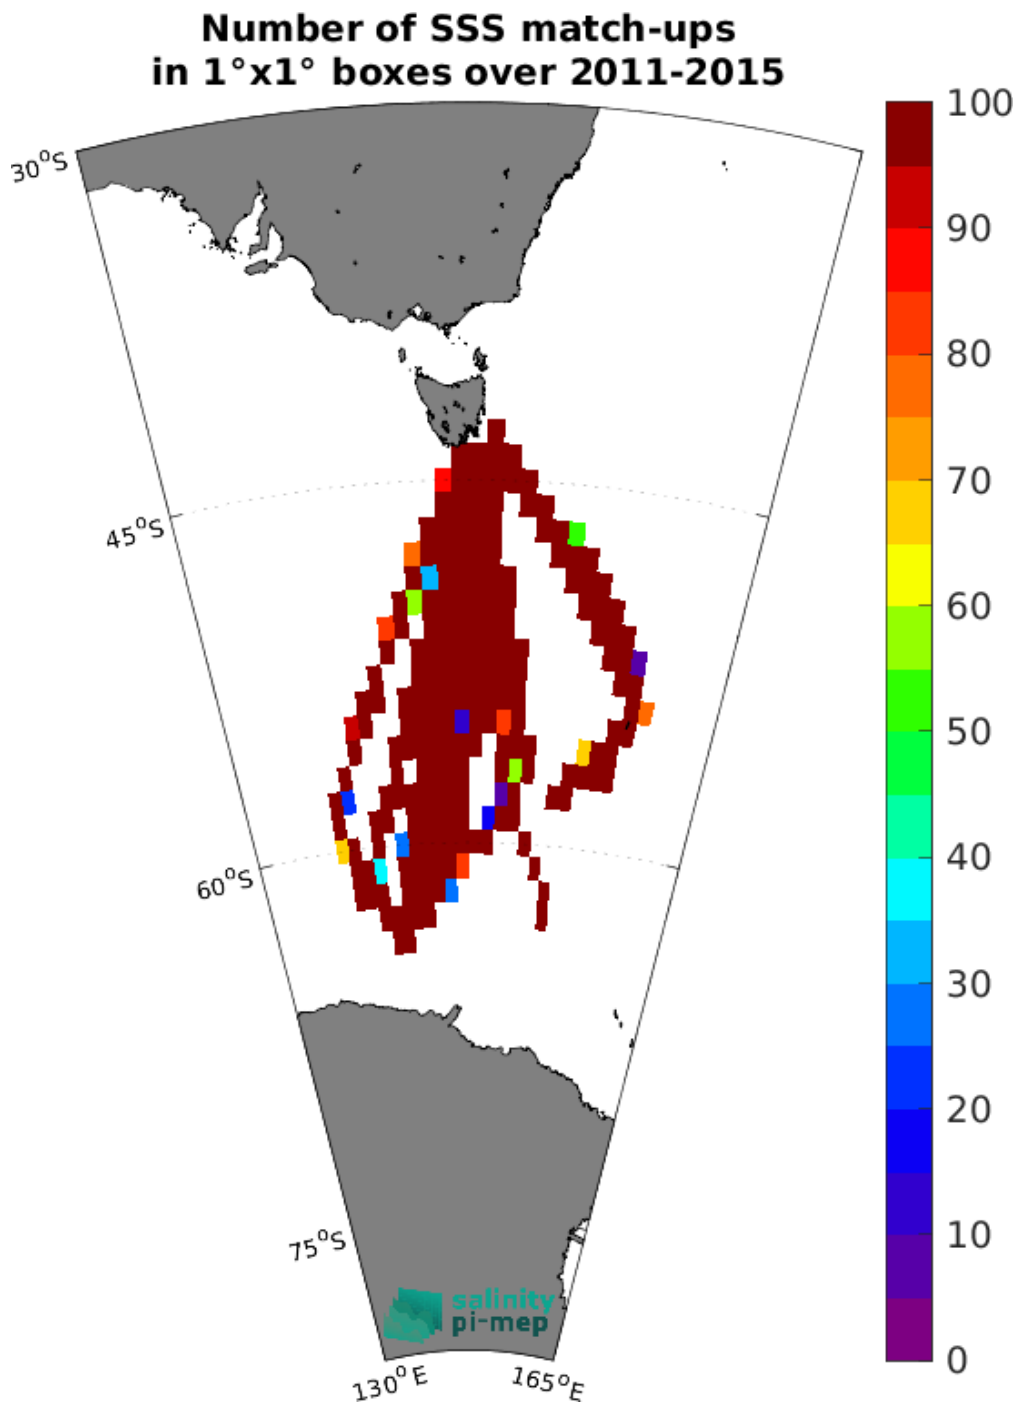 Number of SSS match-ups
in 1°x1° boxes over 2011-2015
100
90
80
70
60
50
40
30
20
10
0
30°S
45°S
60°S
75°S
130°E
165°E
salinity
pi-mep